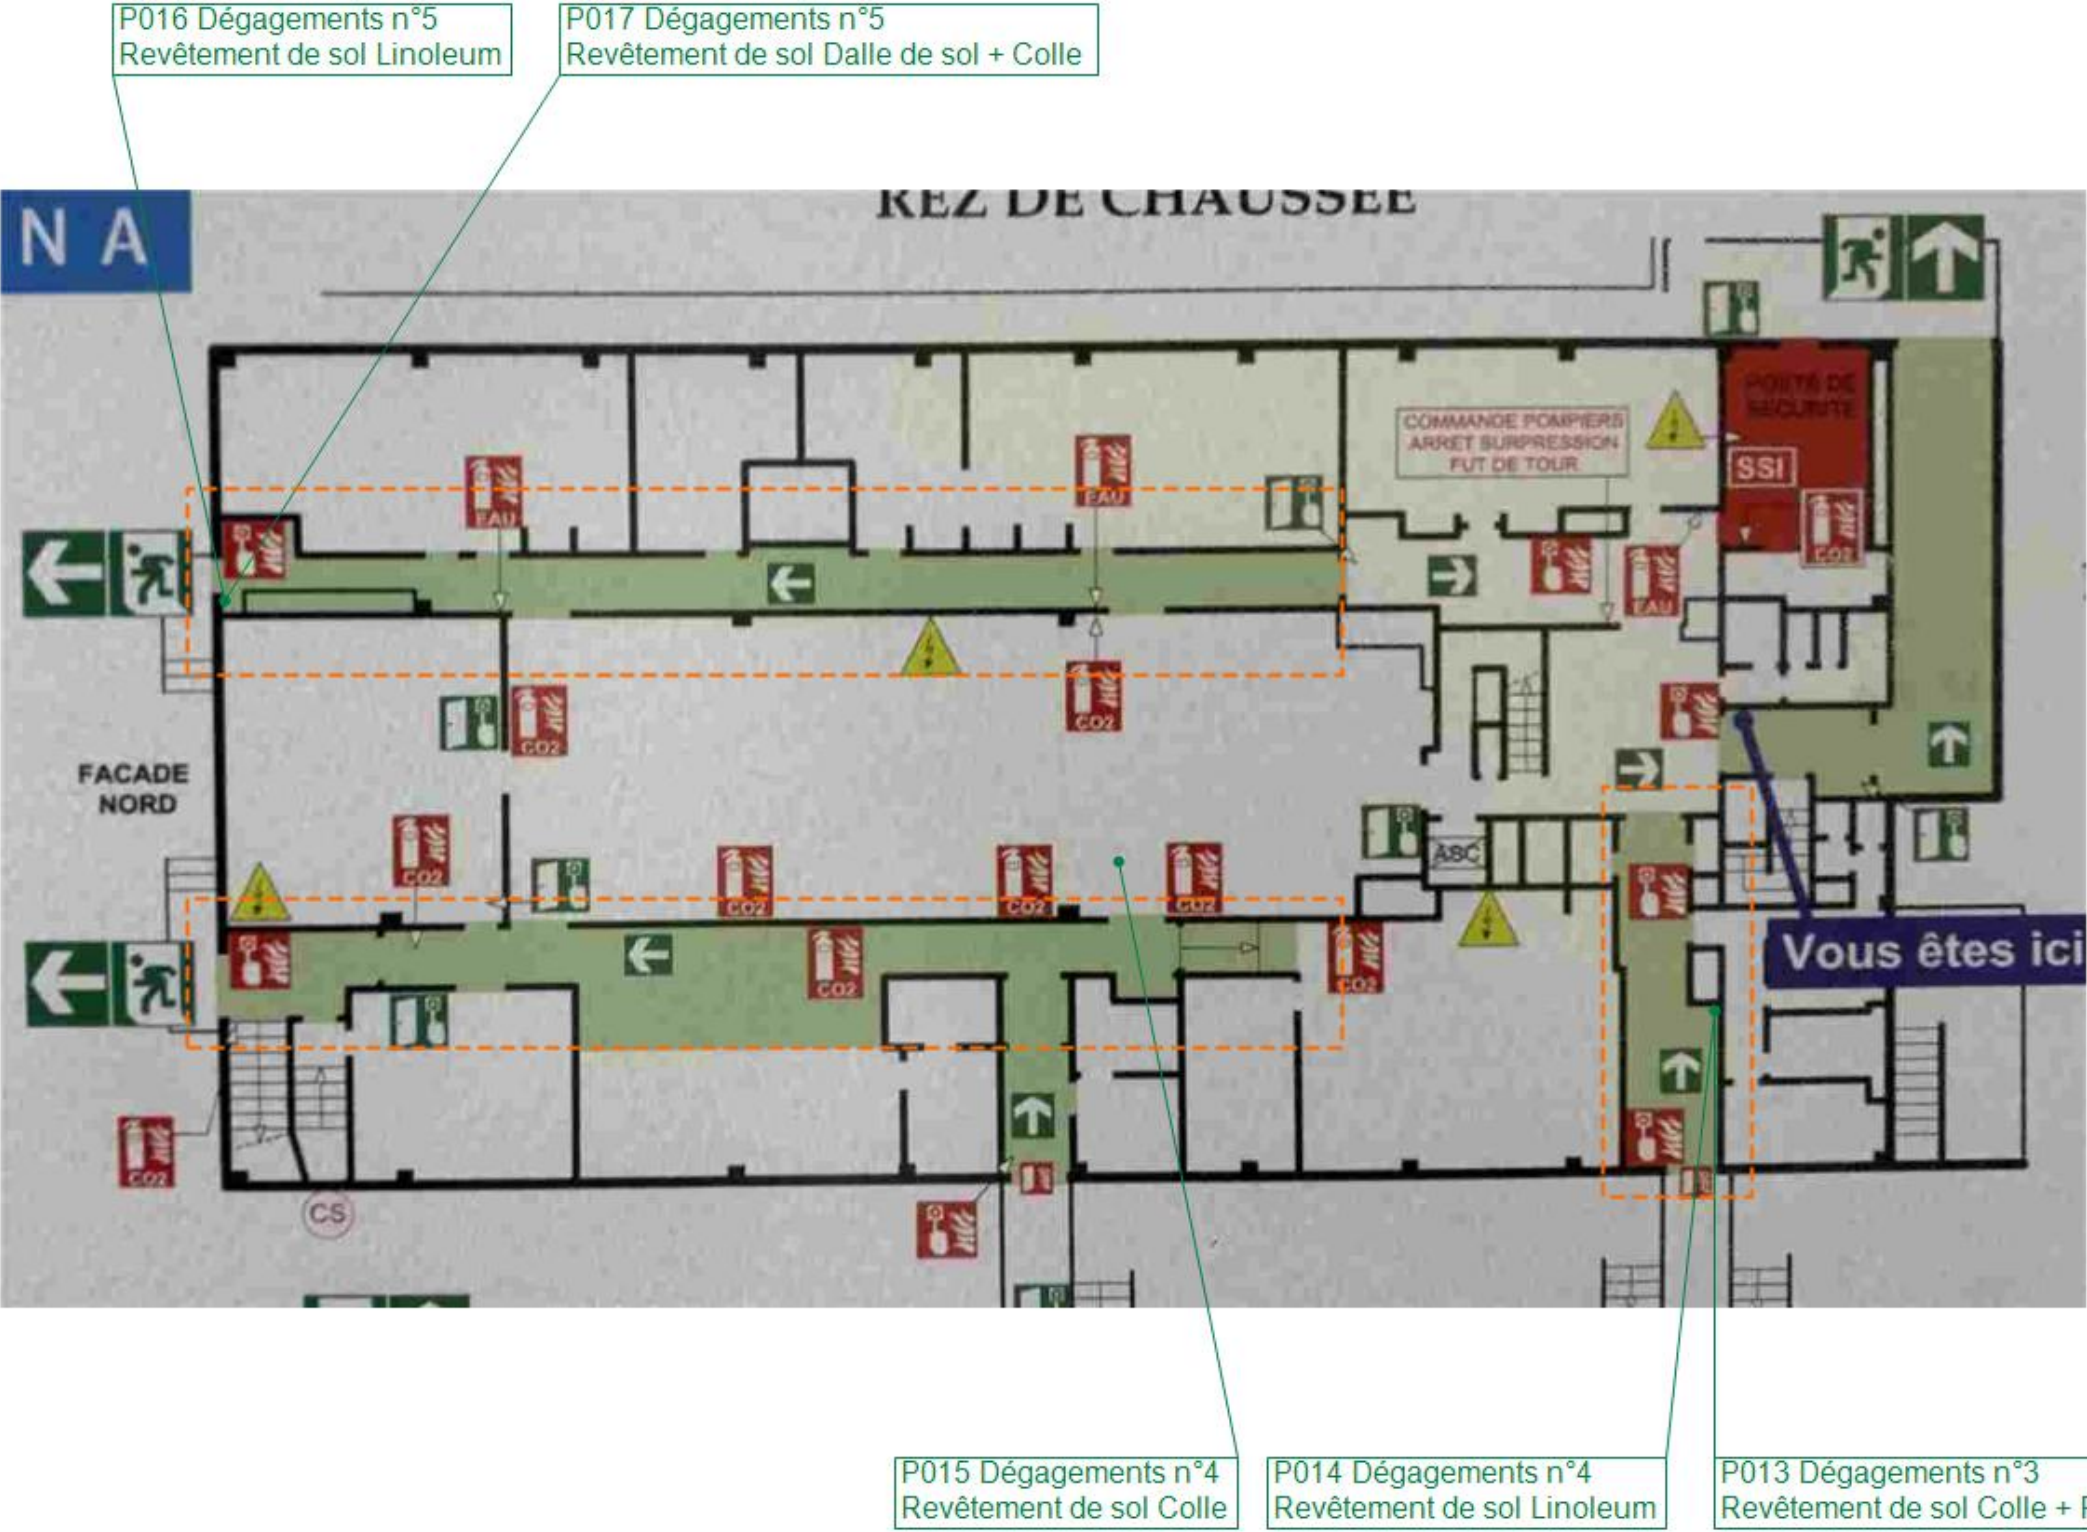 P016 Dégagements n°5
Revêtement de sol Linoleum
P017 Dégagements n°5
Revêtement de sol Dalle de sol + Colle
N A
REZ DE CHAUSSEE
POSTE DE
SECURITE
COMMANDE POMPIERS
ARRET SURPRESSION
FUT DE TOUR
SSI
EAU
EAU
CO2
EAU
CO2
CO2
FACADE
NORD
CO2
CO2
CO2
CO2
ASC
Vous êtes ici
CO2
CO2
CO2
CS
P015 Dégagements n°4
Revêtement de sol Colle
P014 Dégagements n°4
Revêtement de sol Linoleum
P013 Dégagements n°3
Revêtement de sol Colle +